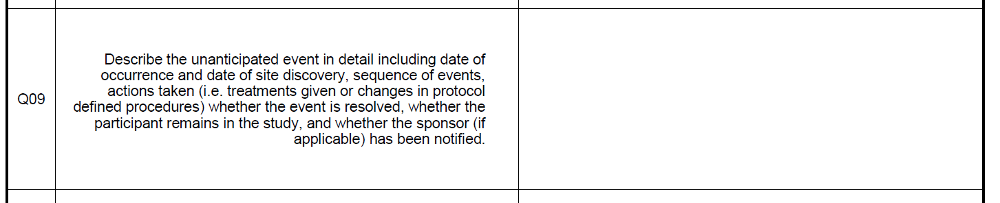 Q09
Describe the unanticipated event in detail including date of
occurrence and date of site discovery, sequence of events,
actions taken (i.e. treatments given or changes in protocol
defined procedures) whether the event is resolved, whether the
participant remains in the study, and whether the sponsor (if
applicable) has been notified.